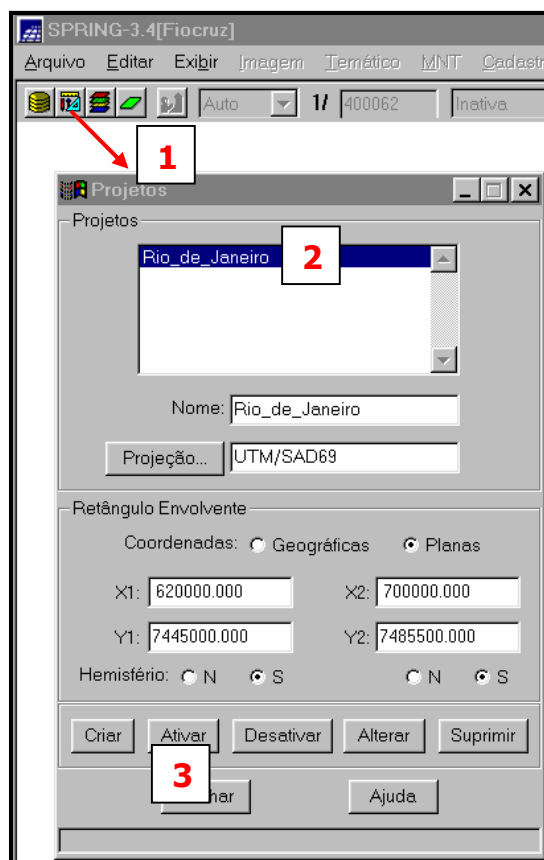 SPRING-3.4[Fiocruz]
Arquivo Editar Exibir Imagem Temático MNT
Auto 1/ 400062 Inativa
1
Projetos
Projetos
Rio_de_Janeiro 2
Nome: Rio_de_Janeiro
Projeção... UTM/SAD69
Retângulo Envolvente
Coordenadas: Geográficas Planas
X1: 620000.000 X2: 700000.000
Y1: 7445000.000 Y2: 7485500.000
Hemisfério: N S N S
Criar Ativar Desativar Alterar Suprimir
3
Ajuda